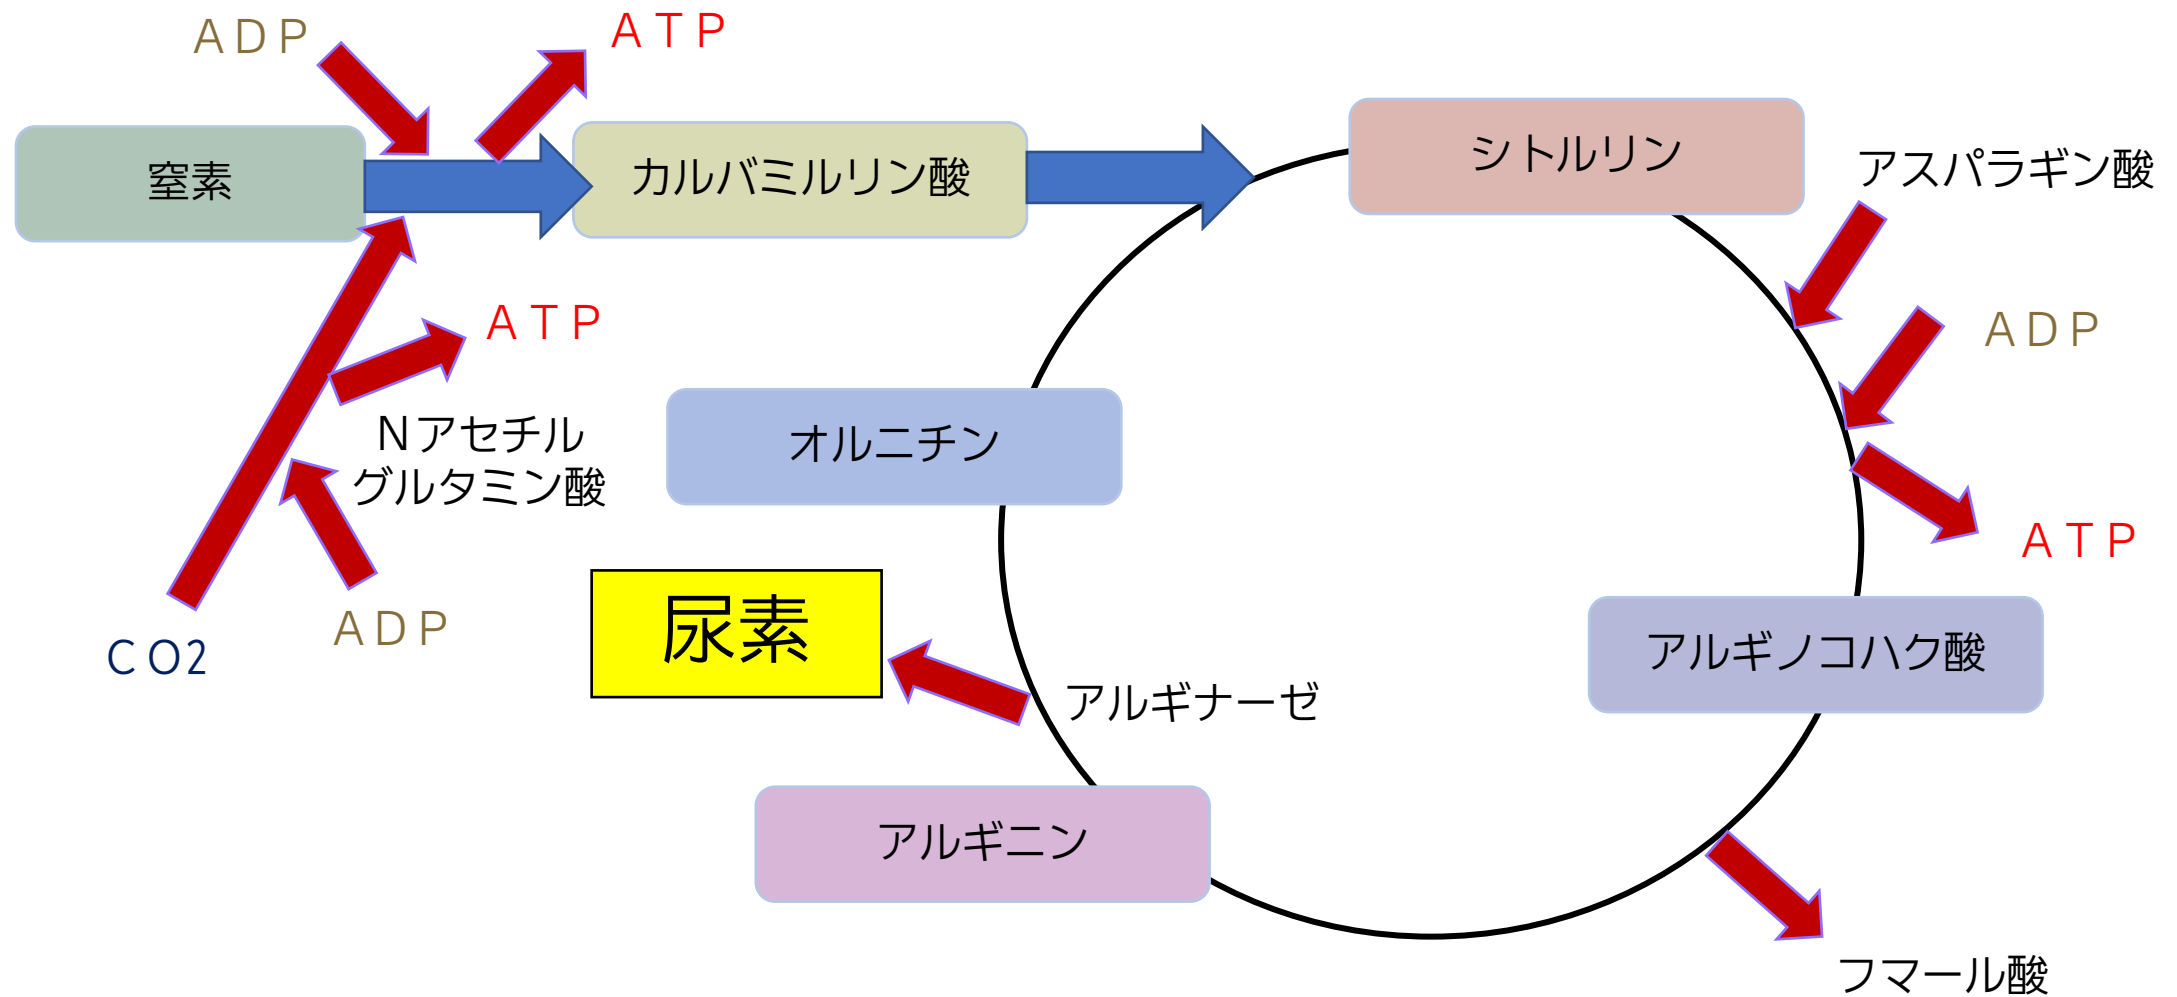 ADP
ATP
窒素
カルバミルリン酸
シトルリン
アスパラギン酸
ATP
ADP
Nアセチル
グルタミン酸
オルニチン
ATP
尿素
ADP
CO2
アルギノコハク酸
アルギナーゼ
アルギニン
フマール酸